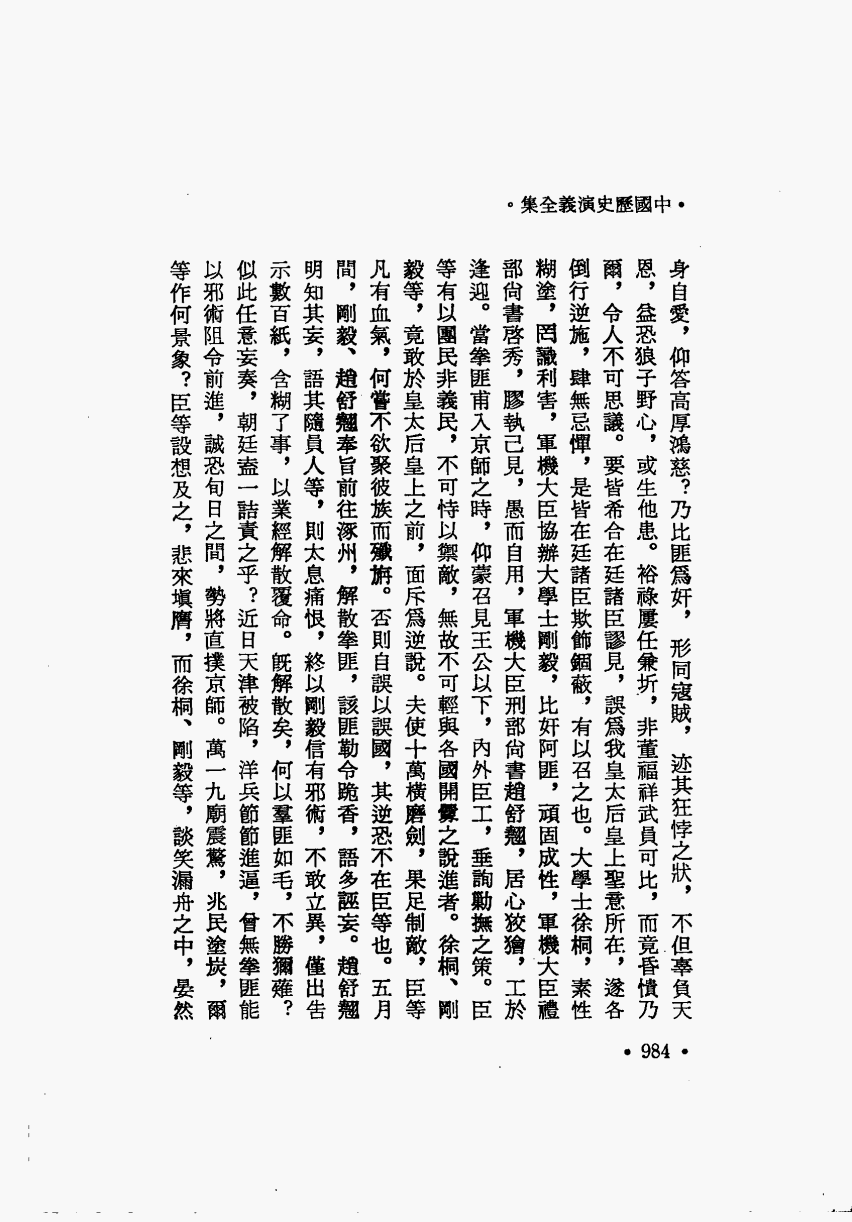 •中國歷史演義全集。
身自愛，仰答高厚鴻慈？乃比匪爲奸，形同寇賊，迹其狂悖之狀，不但辜負天
恩，益恐狼子野心，或生他患。裕祿屢任兼圻，非董福祥武員可比，而竟昏憒乃
爾，令人不可思議。要皆希合在廷諸臣謬見，誤爲我皇太后皇上聖意所在，遂各
倒行逆施，肆無忌憚，是皆在廷諸臣欺飾錮蔽，有以召之也。大學士徐桐，素性
糊塗，罔識利害，軍機大臣協辦大學士剛毅，比奸阿匪，頑固成性，軍機大臣禮
部尙書啓秀，膠執己見，愚而自用，軍機大臣刑部尙書趙舒翹，居心狡獪，工於
逢迎。當拳匪甫入京師之時，仰蒙召見王公以下，內外臣工，垂詢勦撫之策。臣
等有以團民非義民，不可恃以禦敵，無故不可輕與各國開釁之說進者。徐桐、剛
毅等，竟敢於皇太后皇上之前，面斥爲逆說。夫使十萬橫磨劍，果足制敵，臣等
凡有血氣，何嘗不欲聚彼族而殲旃。否則自誤以誤國，其逆恐不在臣等也。五月
間，剛毅、趙舒翹奉旨前往涿州，解散拳匪，該匪勒令跪香，語多誣妄。趙舒翹
明知其妄，語其隨員人等，則太息痛恨，終以剛毅信有邪術，不敢立異，僅出告
示數百紙，含糊了事，以業經解散覆命。旣解散矣，何以羣匪如毛，不勝獮薙？
似此任意妄奏，朝廷盍一詰責之乎？近日天津被陷，洋兵節節進逼，曾無拳匪能
以邪術阻令前進，誠恐旬日之間，勢將直撲京師。萬一九廟震驚，兆民塗炭，爾
等作何景象？臣等設想及之，悲來塡膺，而徐桐、剛毅等，談笑漏舟之中，晏然
• 984 •